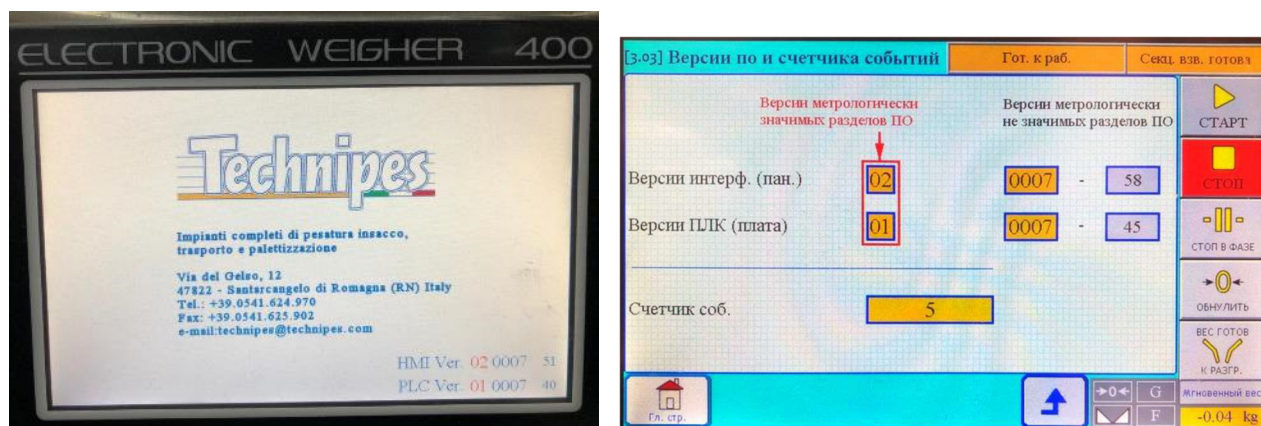 ELECTRONIC WEIGHER 400
Technipes
Impianti completi di pesatura insacco,
trasporto e palettizzazione
Via del Gelso, 12
47822 - Santarcangelo di Romagna (RN) Italy
Tel.: +39.0541.624.970
Fax: +39.0541.625.902
e-mail:technipes@technipes.com
HMI Ver. 02 0007 51
PLC Ver. 01 0007 40
[3.03] Версии по и счетчика событий
Гот. к раб.
Секц. взв. готова
Версии метрологически
значимых разделов ПО
Версии метрологически
не значимых разделов ПО
Версии интерф. (пан.) 02 0007 - 58
Версии ПЛК (плата) 01 0007 - 45
Счетчик соб. 5
СТАРТ
СТОП
СТОП В ФАЗЕ
ОБНУЛИТЬ
ВЕС ГОТОВ
К РАЗГР.
Гл. стр.
→0← G
F
Мгновенный вес
-0.04 kg